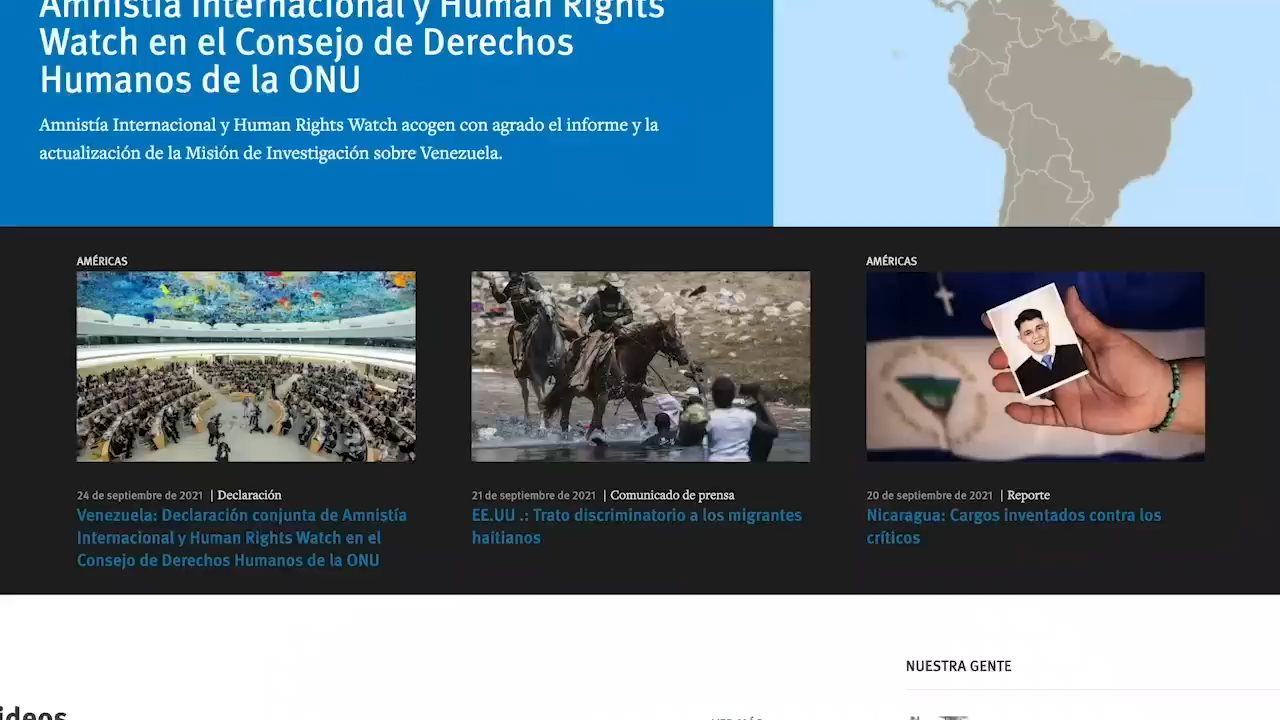 Amnistía Internacional y Human Rights
Watch en el Consejo de Derechos
Humanos de la ONU
Amnistía Internacional y Human Rights Watch acogen con agrado el informe y la
actualización de la Misión de Investigación sobre Venezuela.
AMÉRICAS
24 de septiembre de 2021 | Declaración
Venezuela: Declaración conjunta de Amnistía
Internacional y Human Rights Watch en el
Consejo de Derechos Humanos de la ONU
21 de septiembre de 2021 | Comunicado de prensa
EE.UU .: Trato discriminatorio a los migrantes
haitianos
AMÉRICAS
20 de septiembre de 2021 | Reporte
Nicaragua: Cargos inventados contra los
críticos
NUESTRA GENTE